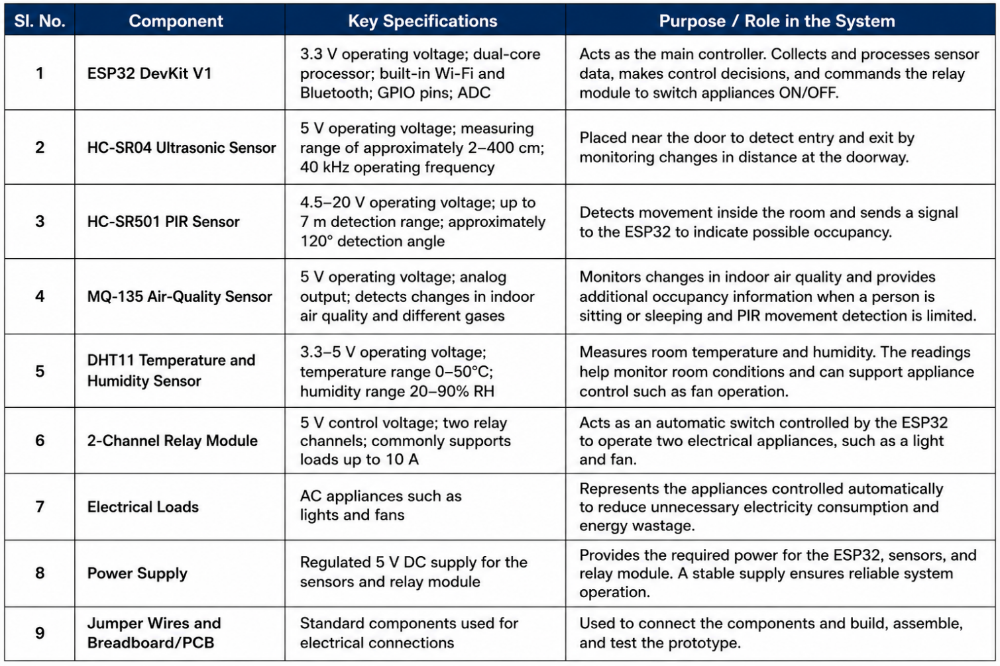 Sl. No. Component Key Specifications Purpose / Role in the System
1 ESP32 DevKit V1
3.3 V operating voltage; dual-core
processor; built-in Wi-Fi and
Bluetooth; GPIO pins; ADC
Acts as the main controller. Collects and processes sensor
data, makes control decisions, and commands the relay
module to switch appliances ON/OFF.
2 HC-SR04 Ultrasonic Sensor
5 V operating voltage; measuring
range of approximately 2–400 cm;
40 kHz operating frequency
Placed near the door to detect entry and exit by
monitoring changes in distance at the doorway.
3 HC-SR501 PIR Sensor
4.5–20 V operating voltage; up to
7 m detection range; approximately
120° detection angle
Detects movement inside the room and sends a signal
to the ESP32 to indicate possible occupancy.
4 MQ-135 Air-Quality Sensor
5 V operating voltage; analog
output; detects changes in indoor
air quality and different gases
Monitors changes in indoor air quality and provides
additional occupancy information when a person is
sitting or sleeping and PIR movement detection is limited.
5 DHT11 Temperature and
Humidity Sensor
3.3–5 V operating voltage;
temperature range 0–50°C;
humidity range 20–90% RH
Measures room temperature and humidity. The readings
help monitor room conditions and can support appliance
control such as fan operation.
6 2-Channel Relay Module
5 V control voltage; two relay
channels; commonly supports
loads up to 10 A
Acts as an automatic switch controlled by the ESP32
to operate two electrical appliances, such as a light
and fan.
7 Electrical Loads
AC appliances such as
lights and fans
Represents the appliances controlled automatically
to reduce unnecessary electricity consumption and
energy wastage.
8 Power Supply
Regulated 5 V DC supply for the
sensors and relay module
Provides the required power for the ESP32, sensors, and
relay module. A stable supply ensures reliable system
operation.
9 Jumper Wires and
Breadboard/PCB
Standard components used for
electrical connections
Used to connect the components and build, assemble,
and test the prototype.